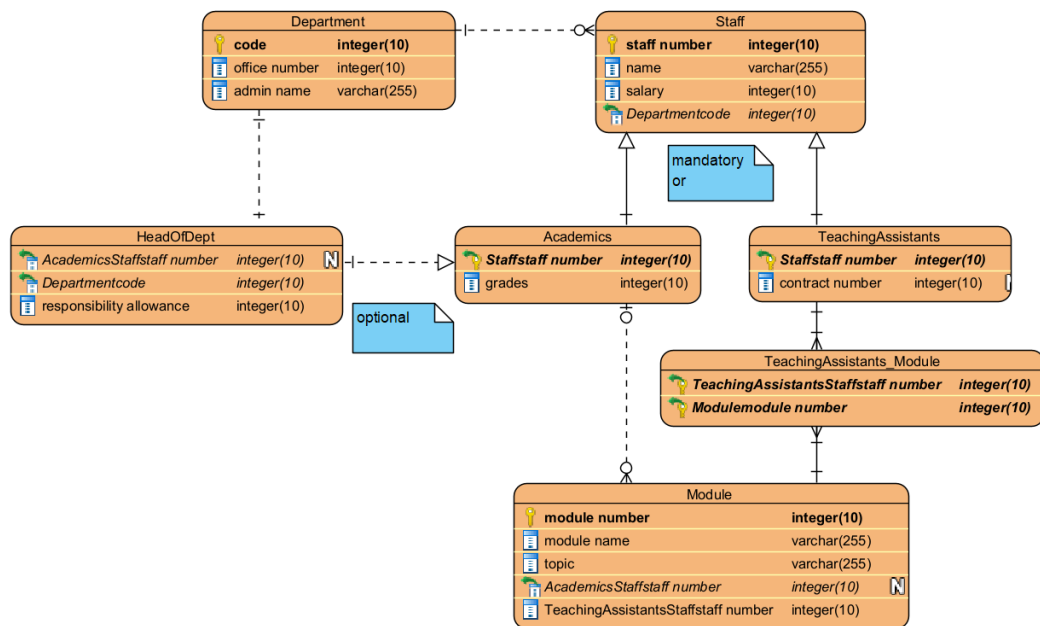 Department
code integer(10)
office number integer(10)
admin name varchar(255)
Staff
staff number integer(10)
name varchar(255)
salary integer(10)
Departmentcode integer(10)
mandatory
or
HeadOfDept
AcademicsStaffstaff number integer(10) N
Departmentcode integer(10)
responsibility allowance integer(10)
optional
Academics
Staffstaff number integer(10)
grades integer(10)
TeachingAssistants
Staffstaff number integer(10)
contract number integer(10)
TeachingAssistants_Module
TeachingAssistantsStaffstaff number integer(10)
Modulemodule number integer(10)
Module
module number integer(10)
module name varchar(255)
topic varchar(255)
AcademicsStaffstaff number integer(10) N
TeachingAssistantsStaffstaff number integer(10)